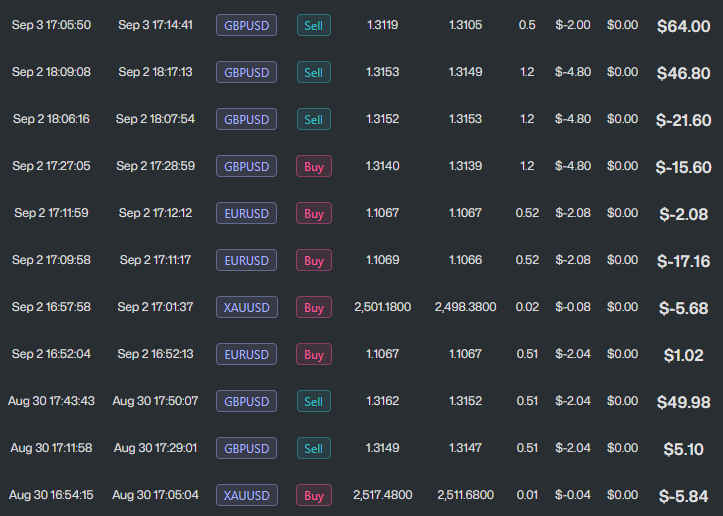 Sep 3 17:05:50 Sep 3 17:14:41 GBPUSD Sell 1.3119 1.3105 0.5 $-2.00 $0.00 $64.00
Sep 2 18:09:08 Sep 2 18:17:13 GBPUSD Sell 1.3153 1.3149 1.2 $-4.80 $0.00 $46.80
Sep 2 18:06:16 Sep 2 18:07:54 GBPUSD Sell 1.3152 1.3153 1.2 $-4.80 $0.00 $-21.60
Sep 2 17:27:05 Sep 2 17:28:59 GBPUSD Buy 1.3140 1.3139 1.2 $-4.80 $0.00 $-15.60
Sep 2 17:11:59 Sep 2 17:12:12 EURUSD Buy 1.1067 1.1067 0.52 $-2.08 $0.00 $-2.08
Sep 2 17:09:58 Sep 2 17:11:17 EURUSD Buy 1.1069 1.1066 0.52 $-2.08 $0.00 $-17.16
Sep 2 16:57:58 Sep 2 17:01:37 XAUUSD Buy 2,501.1800 2,498.3800 0.02 $-0.08 $0.00 $-5.68
Sep 2 16:52:04 Sep 2 16:52:13 EURUSD Buy 1.1067 1.1067 0.51 $-2.04 $0.00 $1.02
Aug 30 17:43:43 Aug 30 17:50:07 GBPUSD Sell 1.3162 1.3152 0.51 $-2.04 $0.00 $49.98
Aug 30 17:11:58 Aug 30 17:29:01 GBPUSD Sell 1.3149 1.3147 0.51 $-2.04 $0.00 $5.10
Aug 30 16:54:15 Aug 30 17:05:04 XAUUSD Buy 2,517.4800 2,511.6800 0.01 $-0.04 $0.00 $-5.84